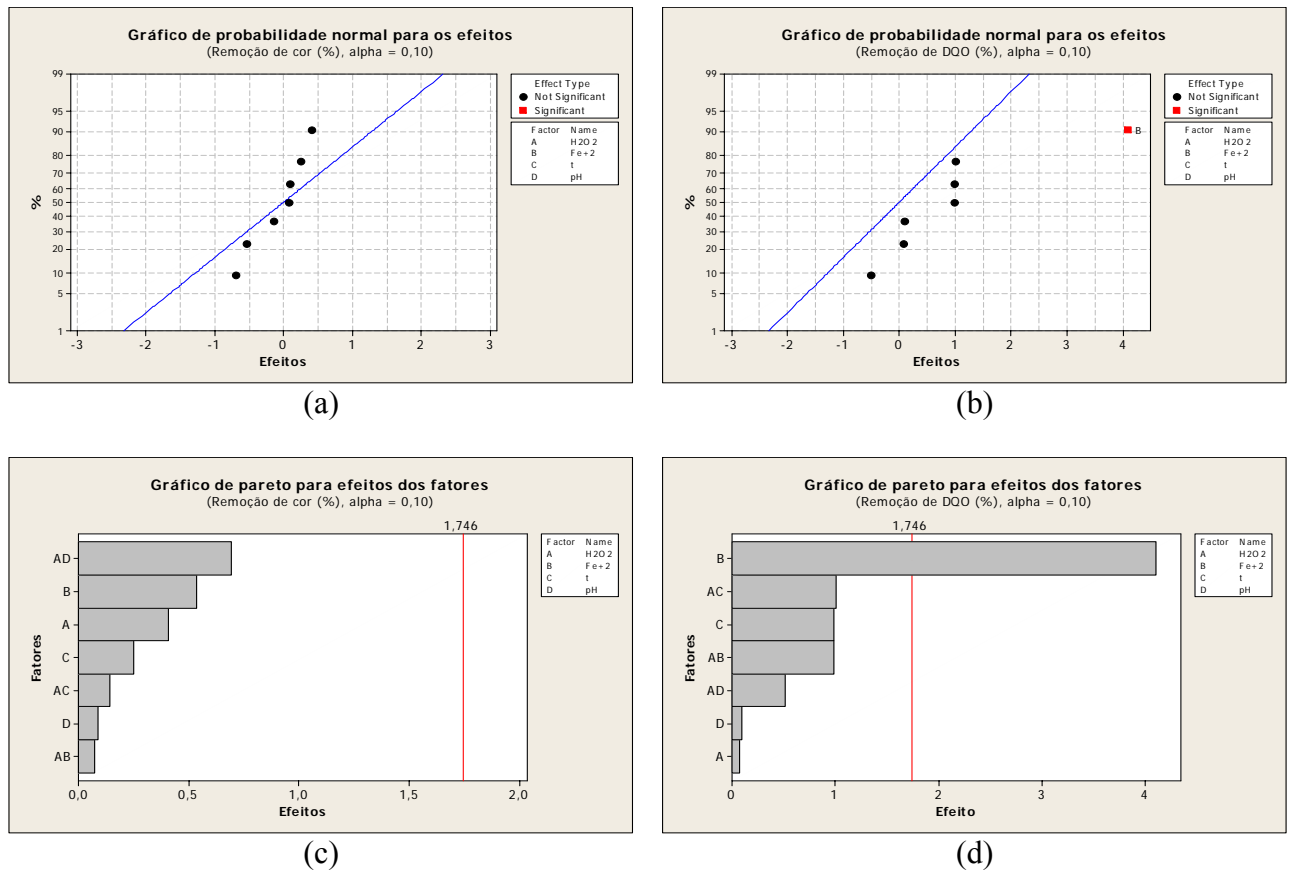 Gráfico de probabilidade normal para os efeitos
(Remoção de cor (%), alpha = 0,10)
99
95
90
80
70
60
50
40
30
20
10
5
1
%
-3 -2 -1 0 1 2 3
Efeitos
Effect Type
Not Significant
Significant
Factor Name
A H2O2
B Fe+2
C t
D pH
(a)
Gráfico de probabilidade normal para os efeitos
(Remoção de DQO (%), alpha = 0,10)
99
95
90
80
70
60
50
40
30
20
10
5
1
%
B
-3 -2 -1 0 1 2 3 4
Efeitos
Effect Type
Not Significant
Significant
Factor Name
A H2O2
B Fe+2
C t
D pH
(b)
Gráfico de pareto para efeitos dos fatores
(Remoção de cor (%), alpha = 0,10)
1,746
Fatores
AD
B
A
C
AC
D
AB
0,0 0,5 1,0 1,5 2,0
Efeitos
Factor Name
A H2O2
B Fe+2
C t
D pH
(c)
Gráfico de pareto para efeitos dos fatores
(Remoção de DQO (%), alpha = 0,10)
1,746
Fatores
B
AC
C
AB
AD
D
A
0 1 2 3 4
Efeito
Factor Name
A H2O2
B Fe+2
C t
D pH
(d)